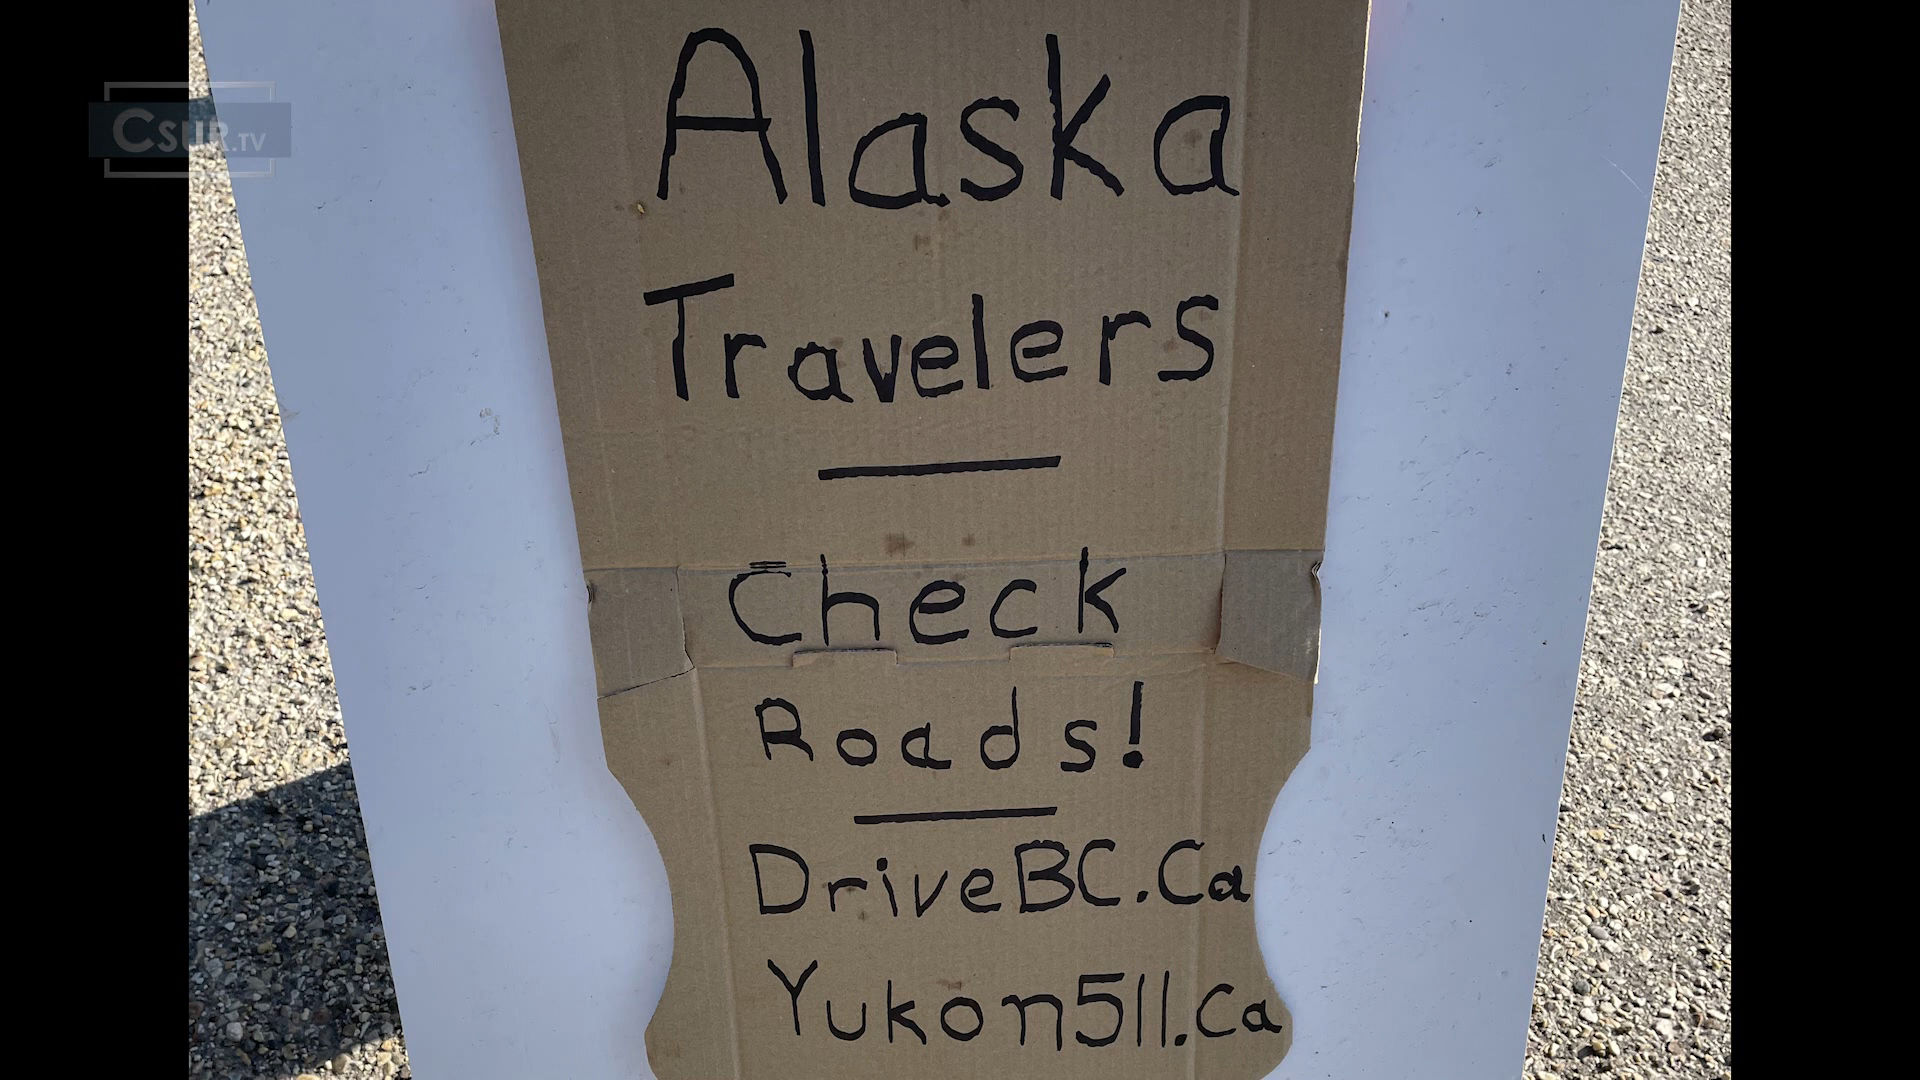 CSUR.TV
Alaska
Travelers
Check
Roads!
DriveBC.Ca
Yukon511.Ca